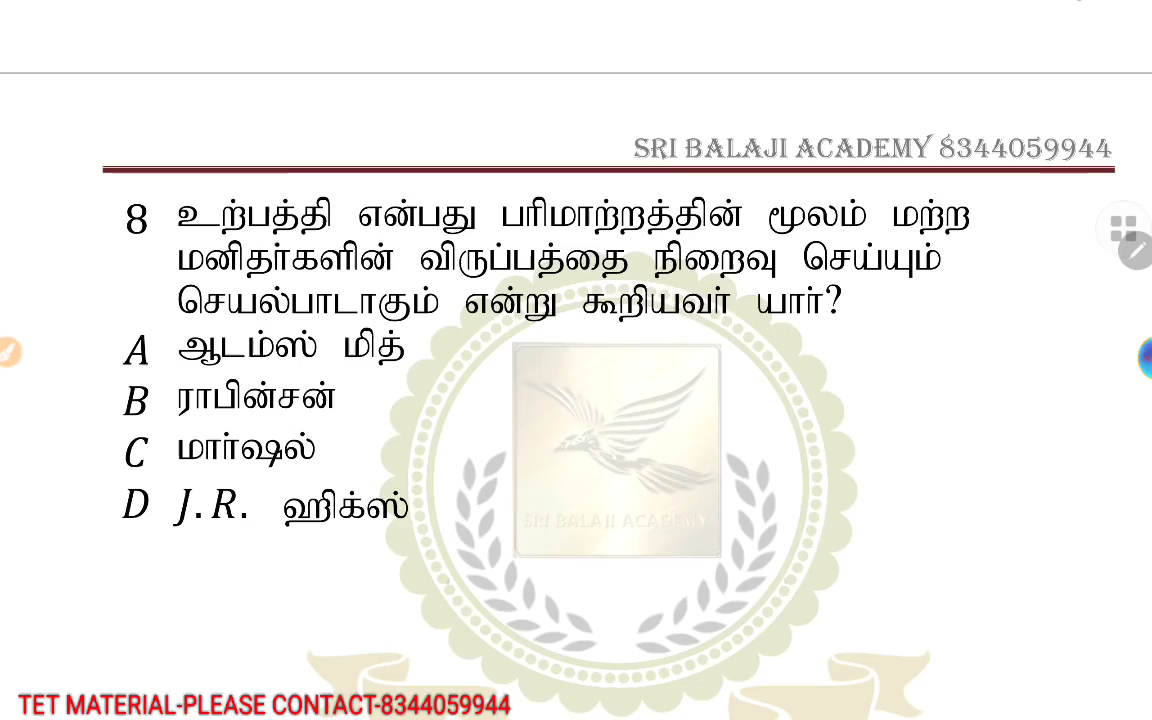 SRI BALAJI ACADEMY 8344059944
8 உற்பத்தி என்பது பரிமாற்றத்தின் மூலம் மற்ற
மனிதர்களின் விருப்பத்தை நிறைவு செய்யும்
செயல்பாடாகும் என்று கூறியவர் யார்?
A ஆடம்ஸ் மித்
B ராபின்சன்
C மார்ஷல்
D J.R. ஹிக்ஸ்
SRI BALAJI ACADEMY
TET MATERIAL-PLEASE CONTACT-8344059944